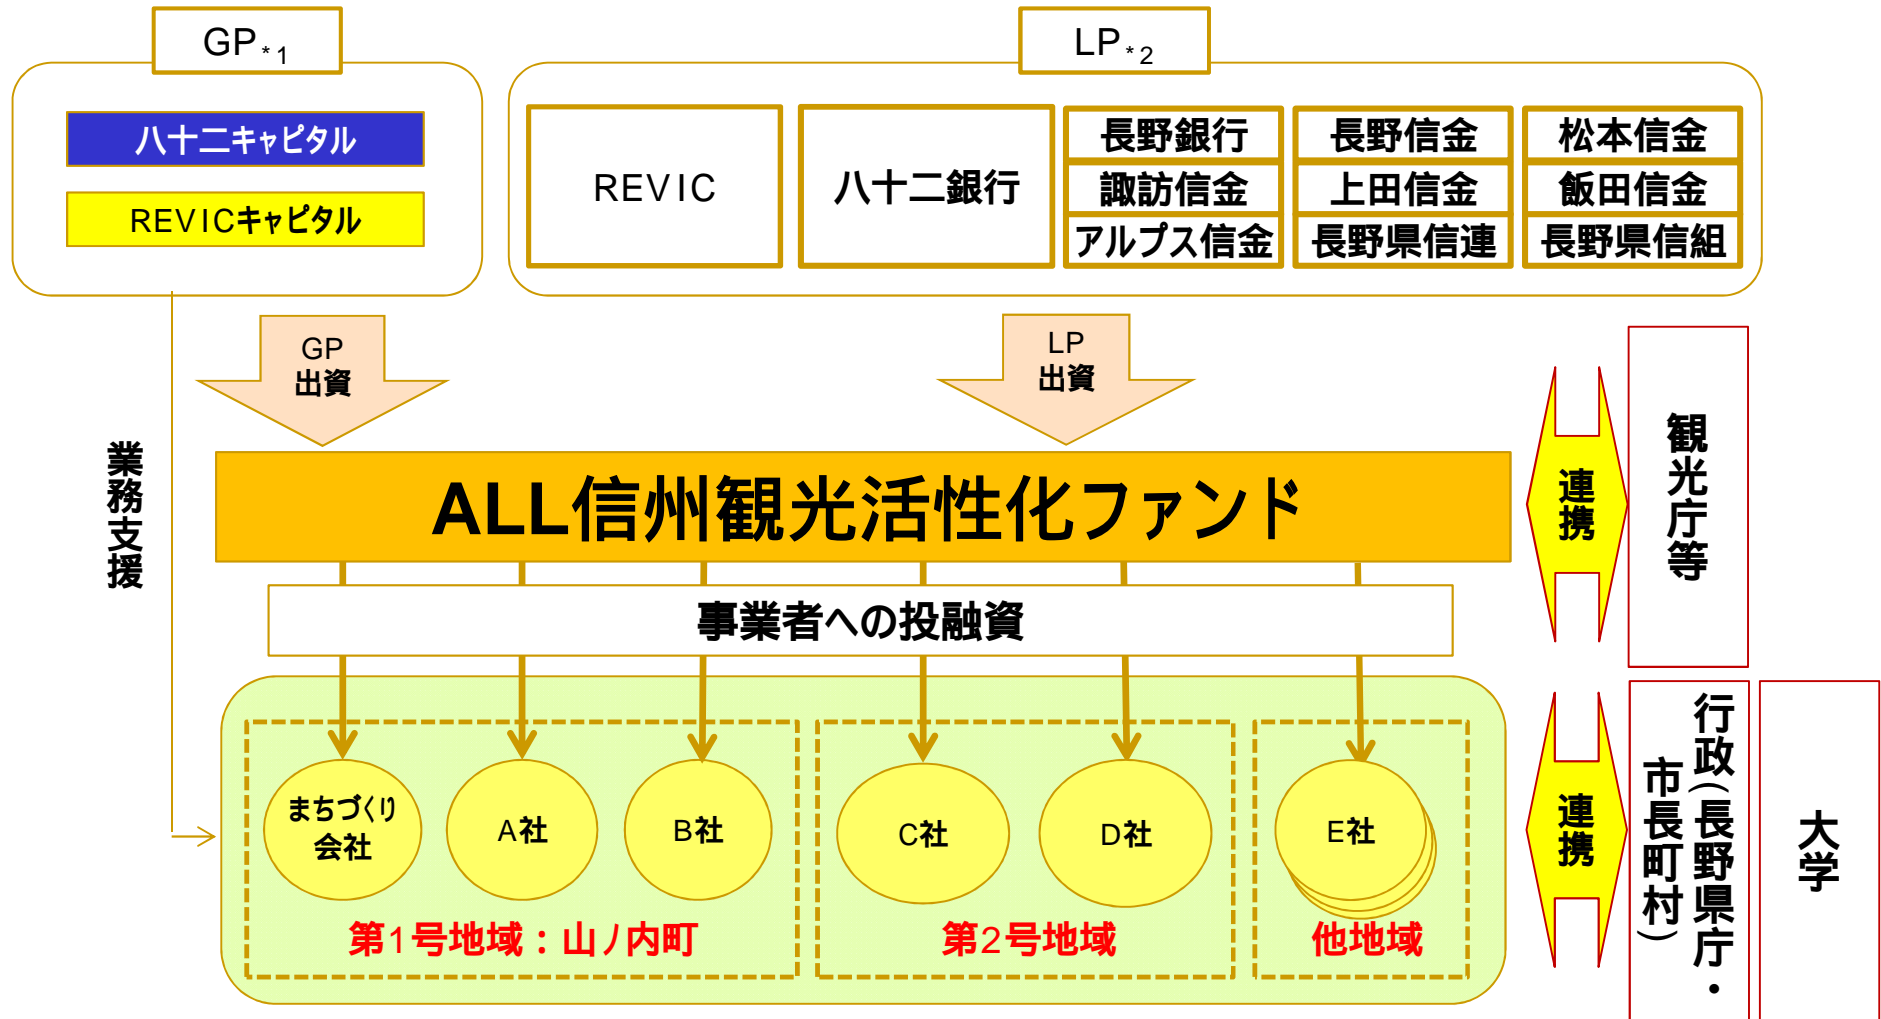 GP*1
LP*2
八十二キャピタル
REVICキャピタル
REVIC
八十二銀行
長野銀行
長野信金
松本信金
諏訪信金
上田信金
飯田信金
アルプス信金
長野県信連
長野県信組
GP
出資
LP
出資
業務支援
ALL信州観光活性化ファンド
連携
観光庁等
事業者への投融資
まちづくり
会社
A社
B社
C社
D社
E社
第1号地域：山ノ内町
第2号地域
他地域
連携
行政(長野県庁・
市長町村)
大学